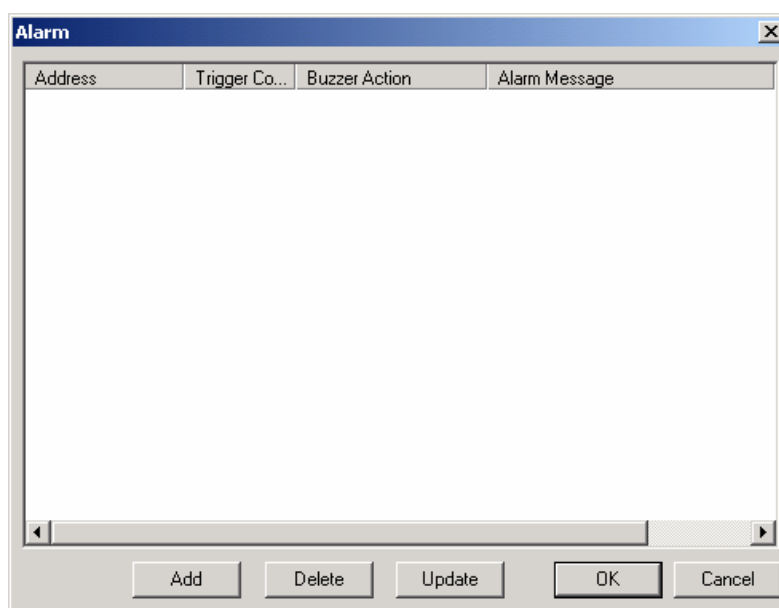 Alarm
Address Trigger Co... Buzzer Action Alarm Message
Add Delete Update OK Cancel